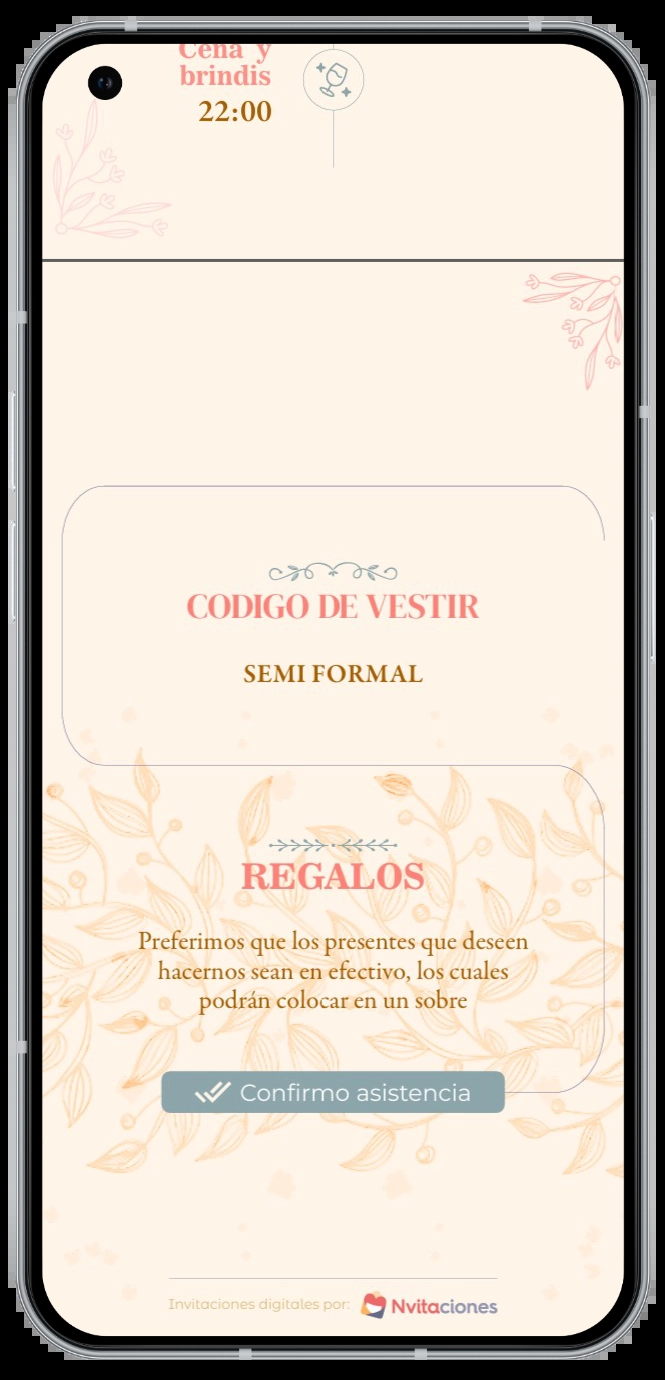 Cena y
brindis
22:00
CODIGO DE VESTIR
SEMI FORMAL
REGALOS
Preferimos que los presentes que deseen
hacernos sean en efectivo, los cuales
podrán colocar en un sobre
Confirmo asistencia
Invitaciones digitales por: Nvitaciones